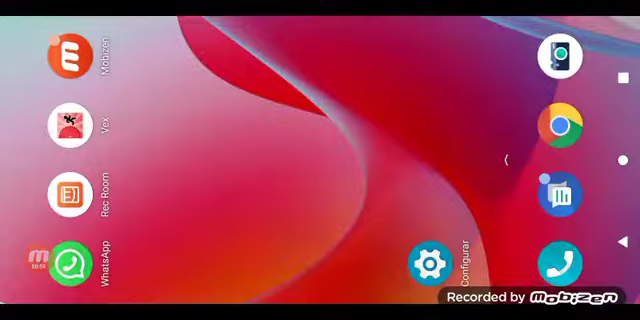 Mobizen
Vex
Rec Room
WhatsApp
Configurar
Recorded by mobizen